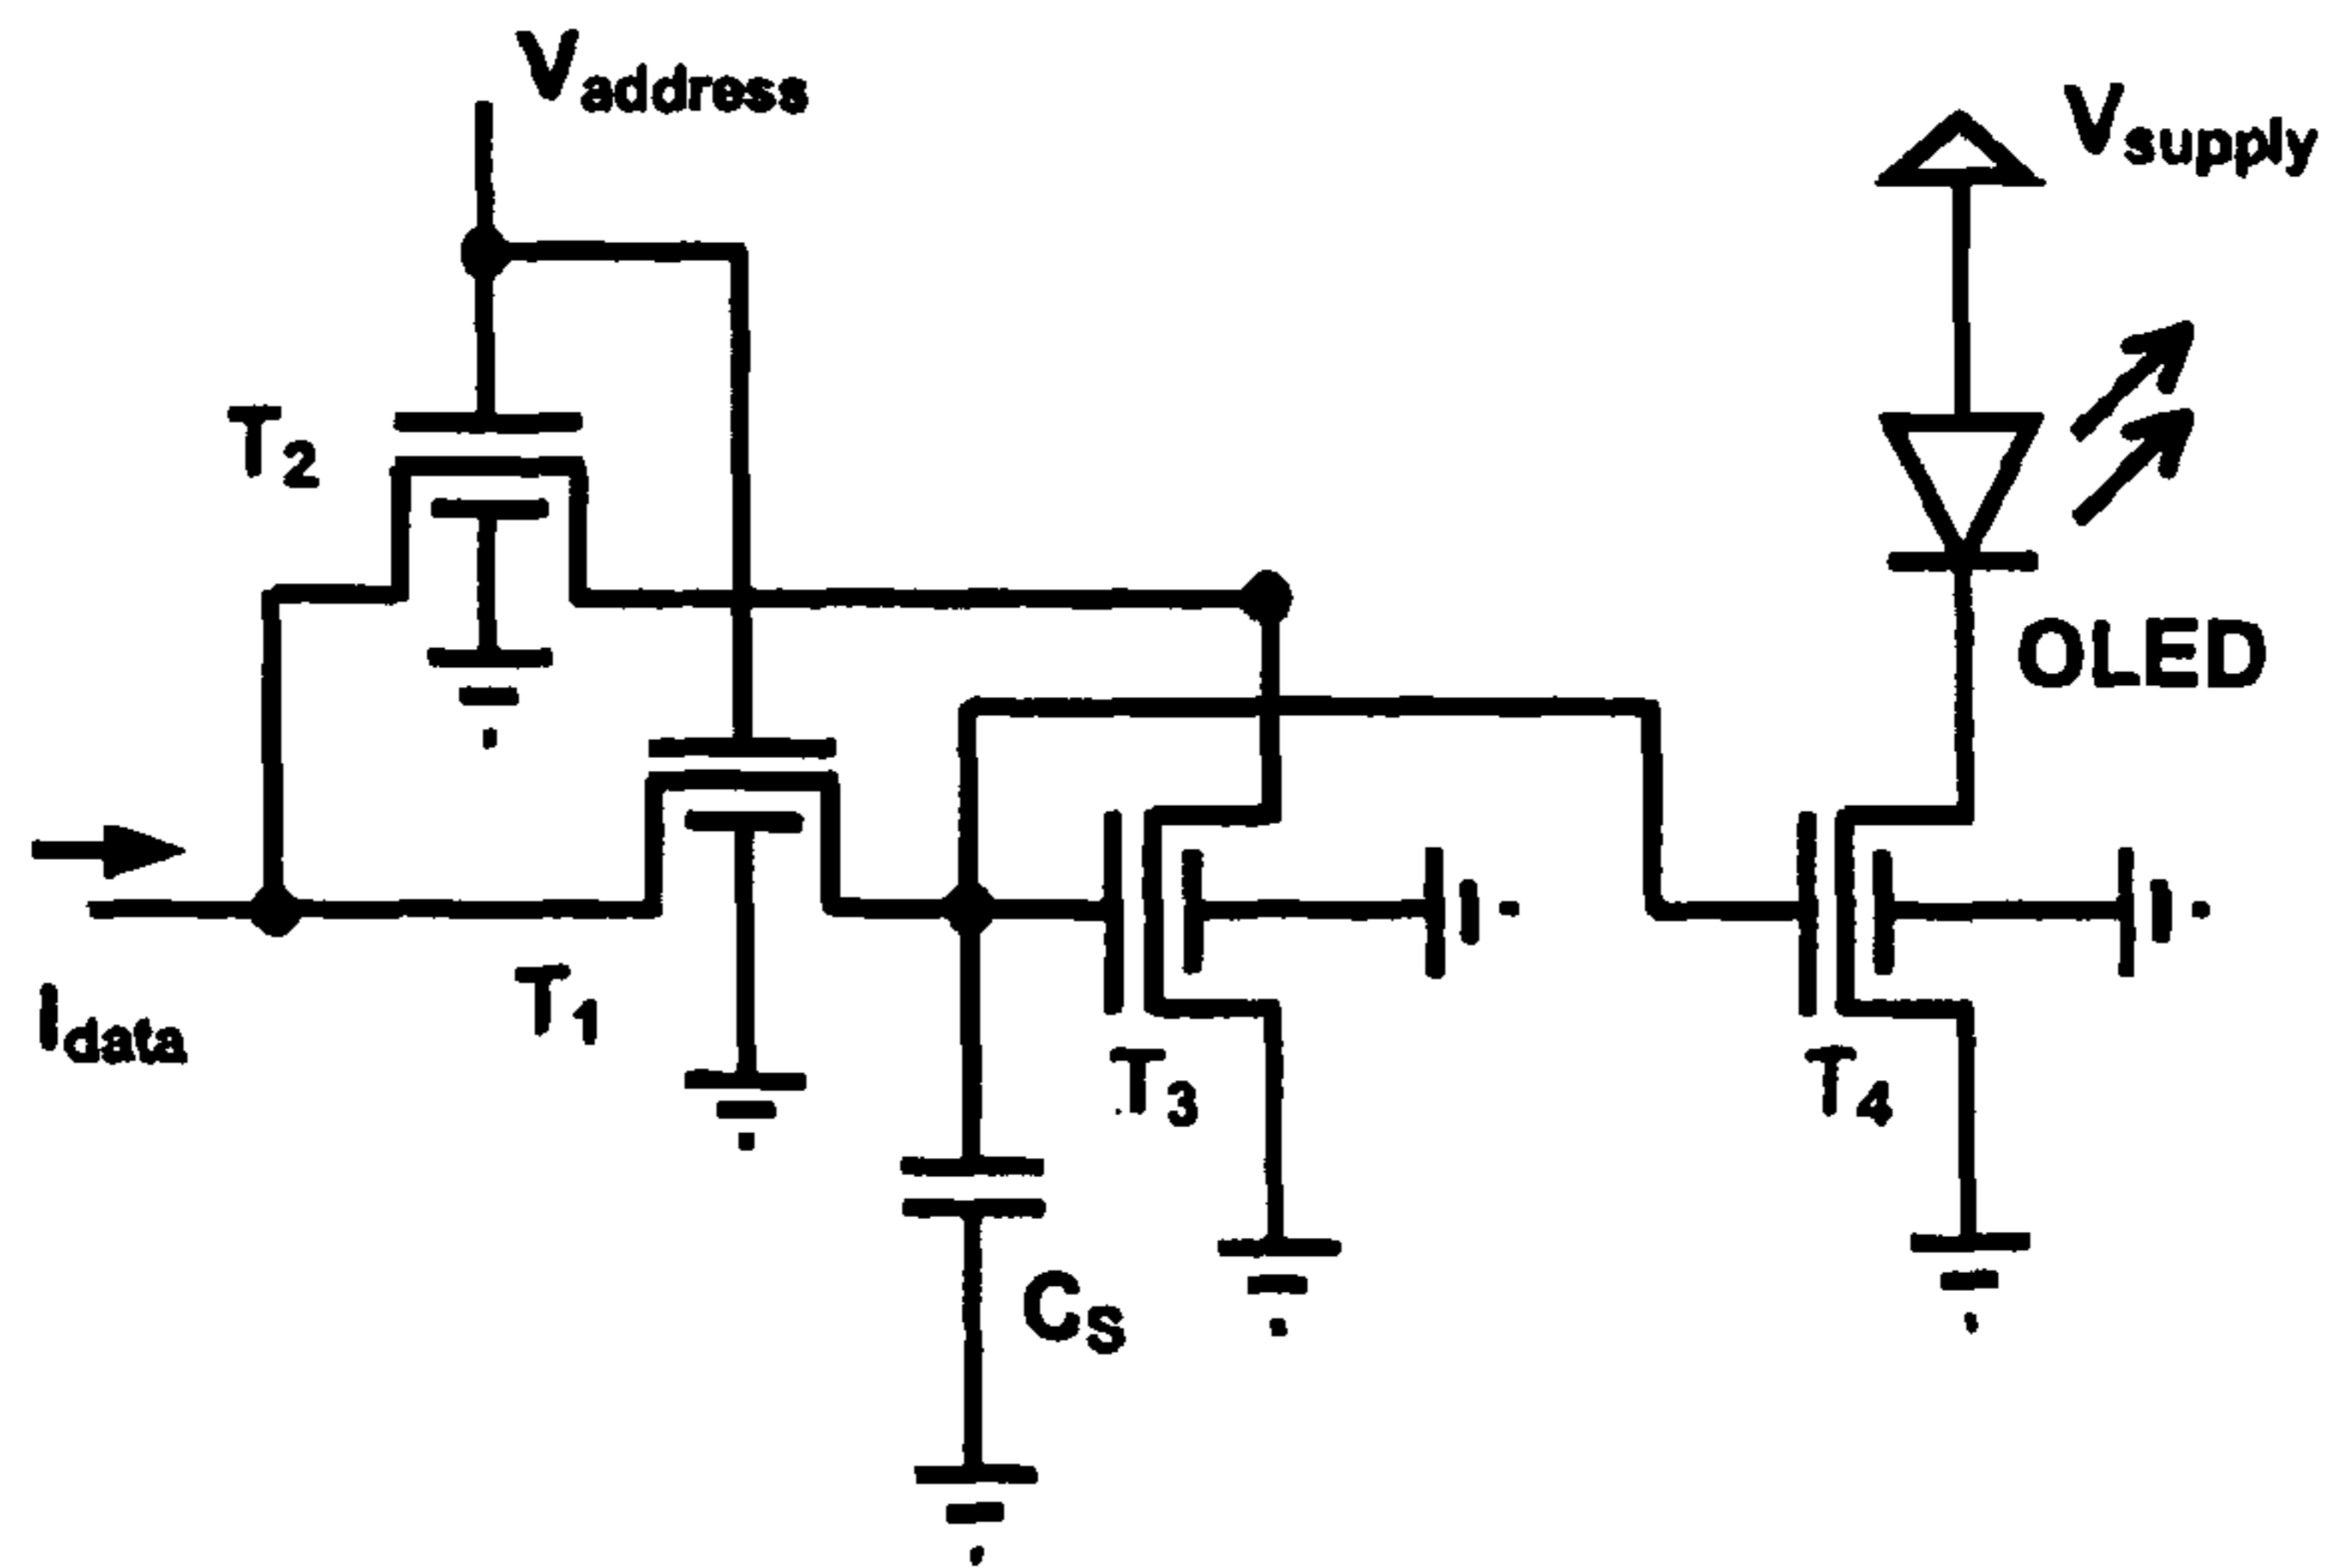 Vaddress
Vsupply
T2
OLED
Idata
T1
T3
T4
CS